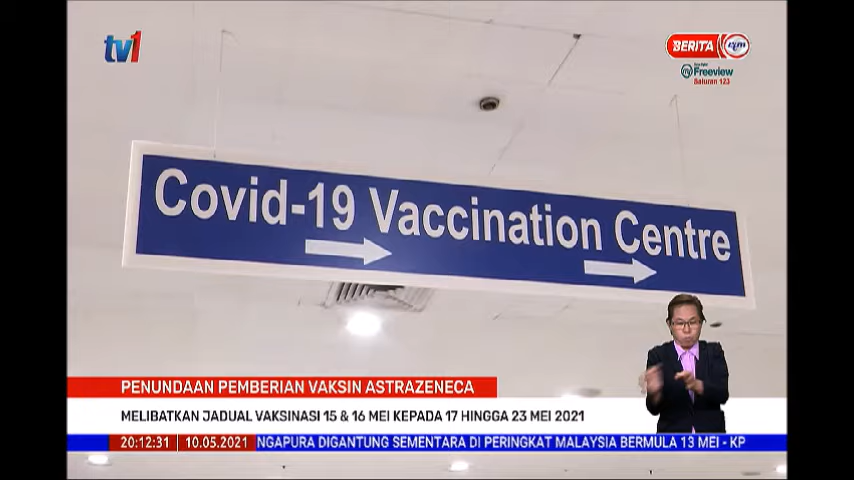 tv1
BERITA rtm
Freeview
Saluran 123
Covid-19 Vaccination Centre
PENUNDAAN PEMBERIAN VAKSIN ASTRAZENECA
MELIBATKAN JADUAL VAKSINASI 15 & 16 MEI KEPADA 17 HINGGA 23 MEI 2021
20:12:31 10.05.2021 NGAPURA DIGANTUNG SEMENTARA DI PERINGKAT MALAYSIA BERMULA 13 MEI - KP